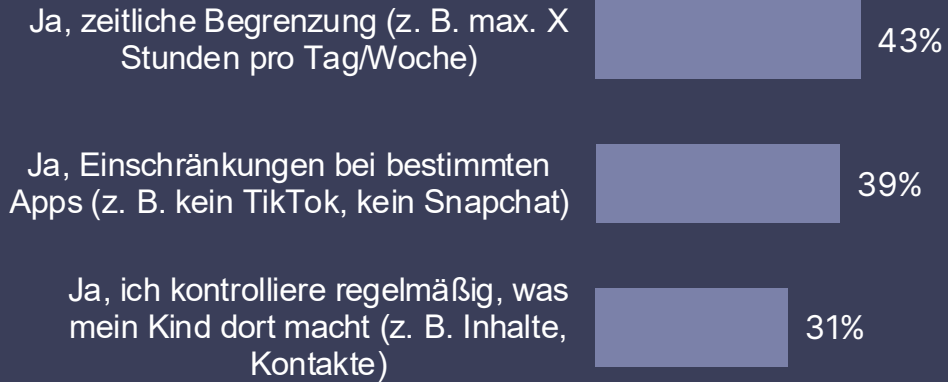 Ja, zeitliche Begrenzung (z. B. max. X
Stunden pro Tag/Woche)
43%
Ja, Einschränkungen bei bestimmten
Apps (z. B. kein TikTok, kein Snapchat)
39%
Ja, ich kontrolliere regelmäßig, was
mein Kind dort macht (z. B. Inhalte,
Kontakte)
31%